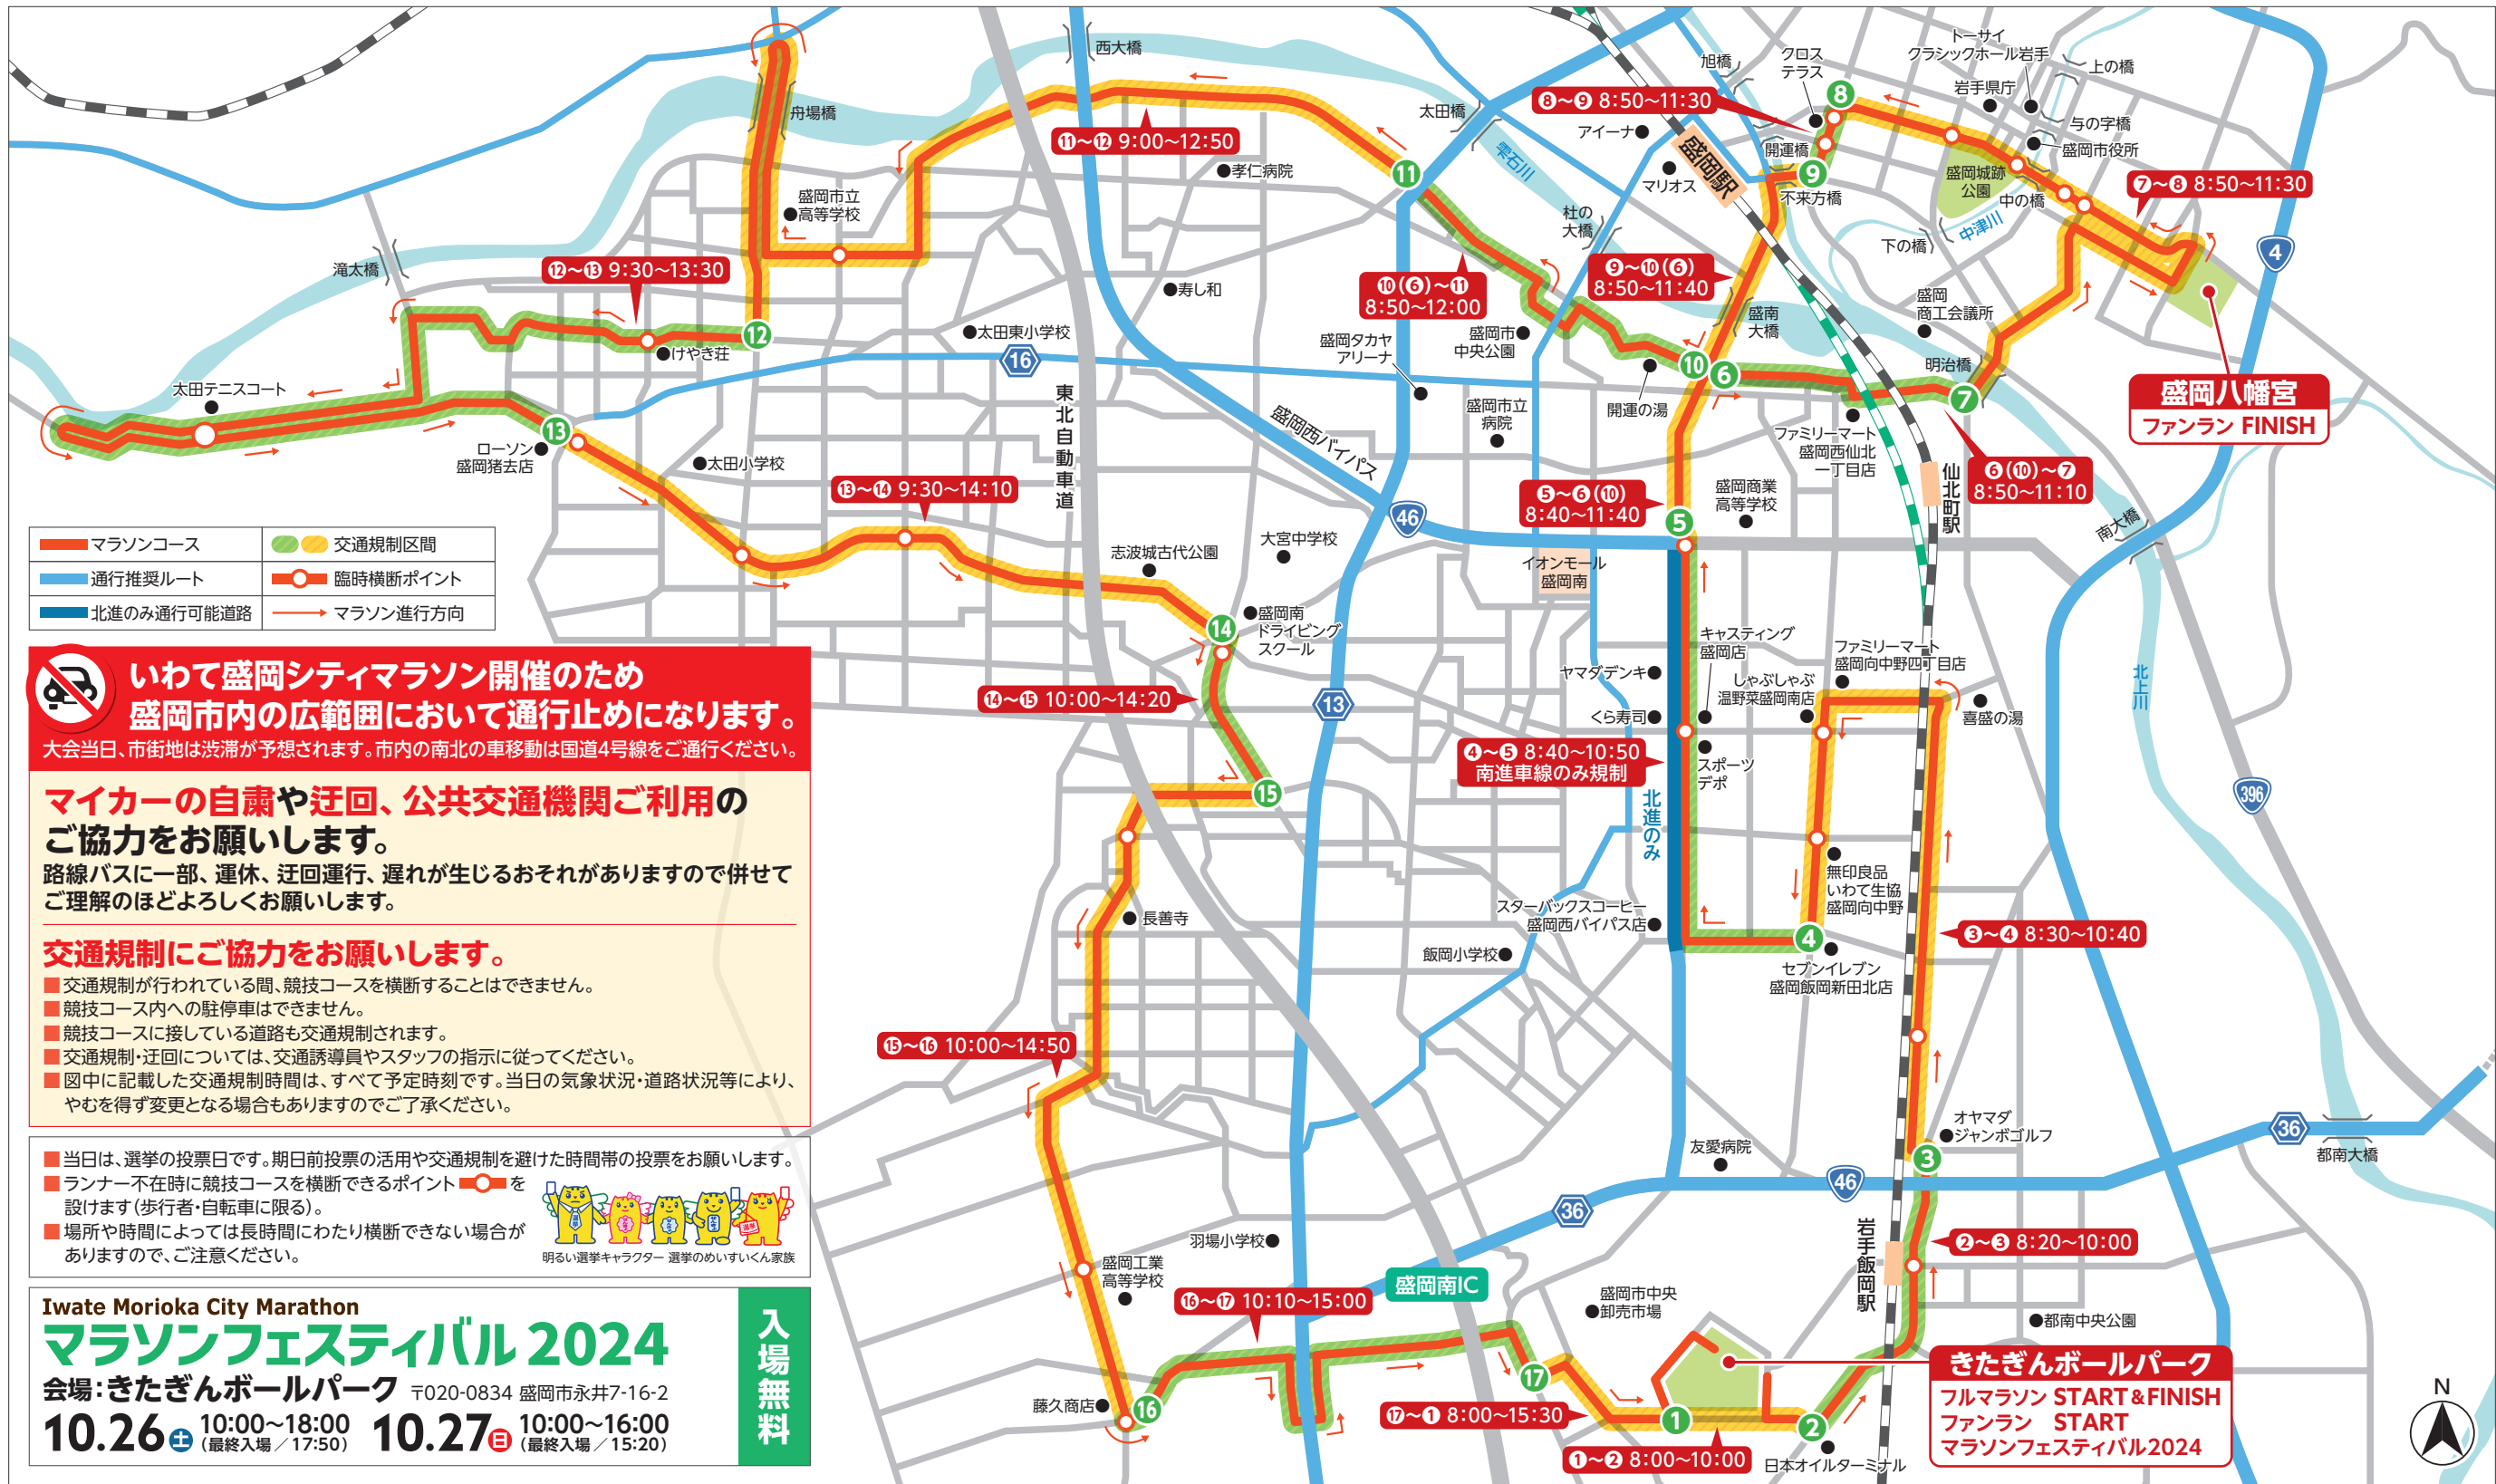 西大橋
舟場橋
⑪～⑫ 9:00～12:50
孝仁病院
太田橋
雫石川
⑧～⑨ 8:50～11:30
旭橋
クロス
テラス
トーサイ
クラシックホール岩手
上の橋
岩手県庁
与の字橋
盛岡市役所
アイーナ
マリオス
盛岡駅
開運橋
不来方橋
盛岡城跡
公園
中の橋
中津川
下の橋
⑦～⑧ 8:50～11:30
4
8
9
11
盛岡市立
高等学校
滝太橋
⑫～⑬ 9:30～13:30
けやき荘
12
太田東小学校
16
寿し和
杜の
大橋
⑩(⑥)～⑪
8:50～12:00
⑨～⑩(⑥)
8:50～11:40
盛南
大橋
盛岡タカヤ
アリーナ
盛岡市
中央公園
開運の湯
10
6
盛岡
商工会議所
明治橋
7
盛岡八幡宮
ファンラン FINISH
太田テニスコート
ローソン
盛岡猪去店
13
太田小学校
東北自動車道
盛岡西バイパス
盛岡市立
病院
ファミリーマート
盛岡西仙北
一丁目店
仙北町駅
⑥(⑩)～⑦
8:50～11:10
⑬～⑭ 9:30～14:10
46
⑤～⑥(⑩)
8:40～11:40
5
盛岡商業
高等学校
南大橋
志波城古代公園
大宮中学校
イオンモール
盛岡南
マラソンコース
交通規制区間
通行推奨ルート
臨時横断ポイント
北進のみ通行可能道路
マラソン進行方向
14
盛岡南
ドライビング
スクール
⑭～⑮ 10:00～14:20
13
ヤマダデンキ
くら寿司
キャスティング
盛岡店
スポーツ
デポ
しゃぶしゃぶ
温野菜盛岡南店
ファミリーマート
盛岡向中野四丁目店
喜盛の湯
北上川
396
④～⑤ 8:40～10:50
南進車線のみ規制
北進のみ
いわて盛岡シティマラソン開催のため
盛岡市内の広範囲において通行止めになります。
大会当日、市街地は渋滞が予想されます。市内の南北の車移動は国道4号線をご通行ください。
マイカーの自粛や迂回、公共交通機関ご利用の
ご協力をお願いします。
路線バスに一部、運休、迂回運行、遅れが生じるおそれがありますので併せて
ご理解のほどよろしくお願いします。
交通規制にご協力をお願いします。
■交通規制が行われている間、競技コースを横断することはできません。
■競技コース内への駐停車はできません。
■競技コースに接している道路も交通規制されます。
■交通規制・迂回については、交通誘導員やスタッフの指示に従ってください。
■図中に記載した交通規制時間は、すべて予定時刻です。当日の気象状況・道路状況等により、
やむを得ず変更となる場合もありますのでご了承ください。
15
長善寺
無印良品
いわて生協
盛岡向中野
スターバックスコーヒー
盛岡西バイパス店
飯岡小学校
4
セブンイレブン
盛岡飯岡新田北店
③～④ 8:30～10:40
⑮～⑯ 10:00～14:50
オヤマダ
ジャンボゴルフ
3
36
都南大橋
友愛病院
46
36
■当日は、選挙の投票日です。期日前投票の活用や交通規制を避けた時間帯の投票をお願いします。
■ランナー不在時に競技コースを横断できるポイント を
設けます(歩行者・自転車に限る)。
■場所や時間によっては長時間にわたり横断できない場合が
ありますので、ご注意ください。
明るい選挙キャラクター 選挙のめいすいくん家族
羽場小学校
盛岡工業
高等学校
岩手飯岡駅
②～③ 8:20～10:00
⑯～⑰ 10:10～15:00
盛岡南IC
盛岡市中央
卸売市場
都南中央公園
Iwate Morioka City Marathon
マラソンフェスティバル 2024
会場:きたぎんボールパーク 〒020-0834 盛岡市永井7-16-2
10.26 土 10:00～18:00 (最終入場／17:50) 10.27 日 10:00～16:00 (最終入場／15:20)
入場無料
藤久商店
16
17
⑰～① 8:00～15:30
1
①～② 8:00～10:00
2
日本オイルターミナル
きたぎんボールパーク
フルマラソン START＆FINISH
ファンラン START
マラソンフェスティバル2024
N